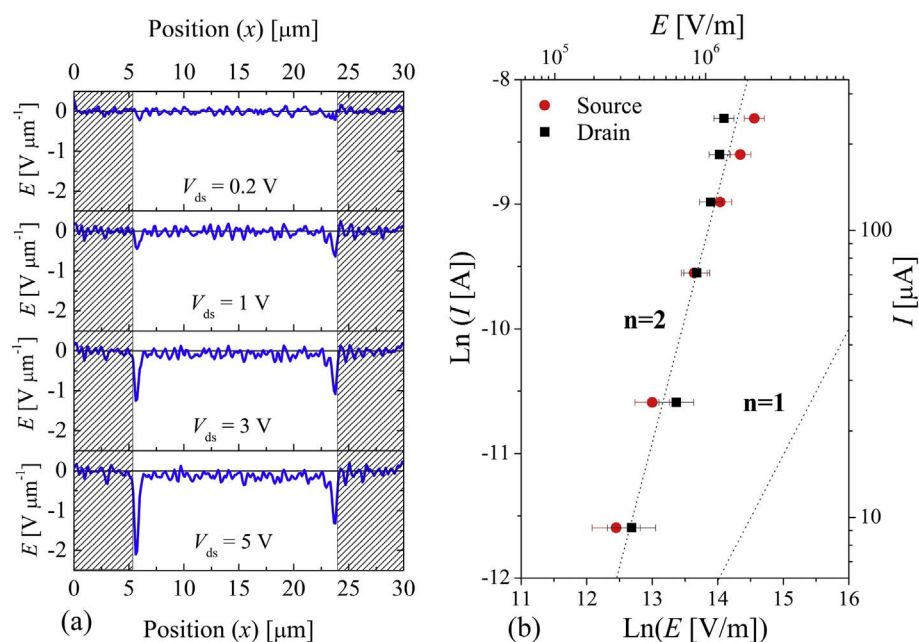 Position (x) [μm]
0 5 10 15 20 25 30
E [V μm⁻¹]
0
-1
-2
V_ds = 0.2 V
E [V μm⁻¹]
0
-1
-2
V_ds = 1 V
E [V μm⁻¹]
0
-1
-2
V_ds = 3 V
E [V μm⁻¹]
0
-1
-2
V_ds = 5 V
0 5 10 15 20 25 30
(a)
Position (x) [μm]
E [V/m]
10⁵ 10⁶
-8
-9
-10
-11
-12
Ln (I [A])
Source
Drain
n=2
n=1
100
10
I [μA]
11 12 13 14 15 16
(b)
Ln(E [V/m])